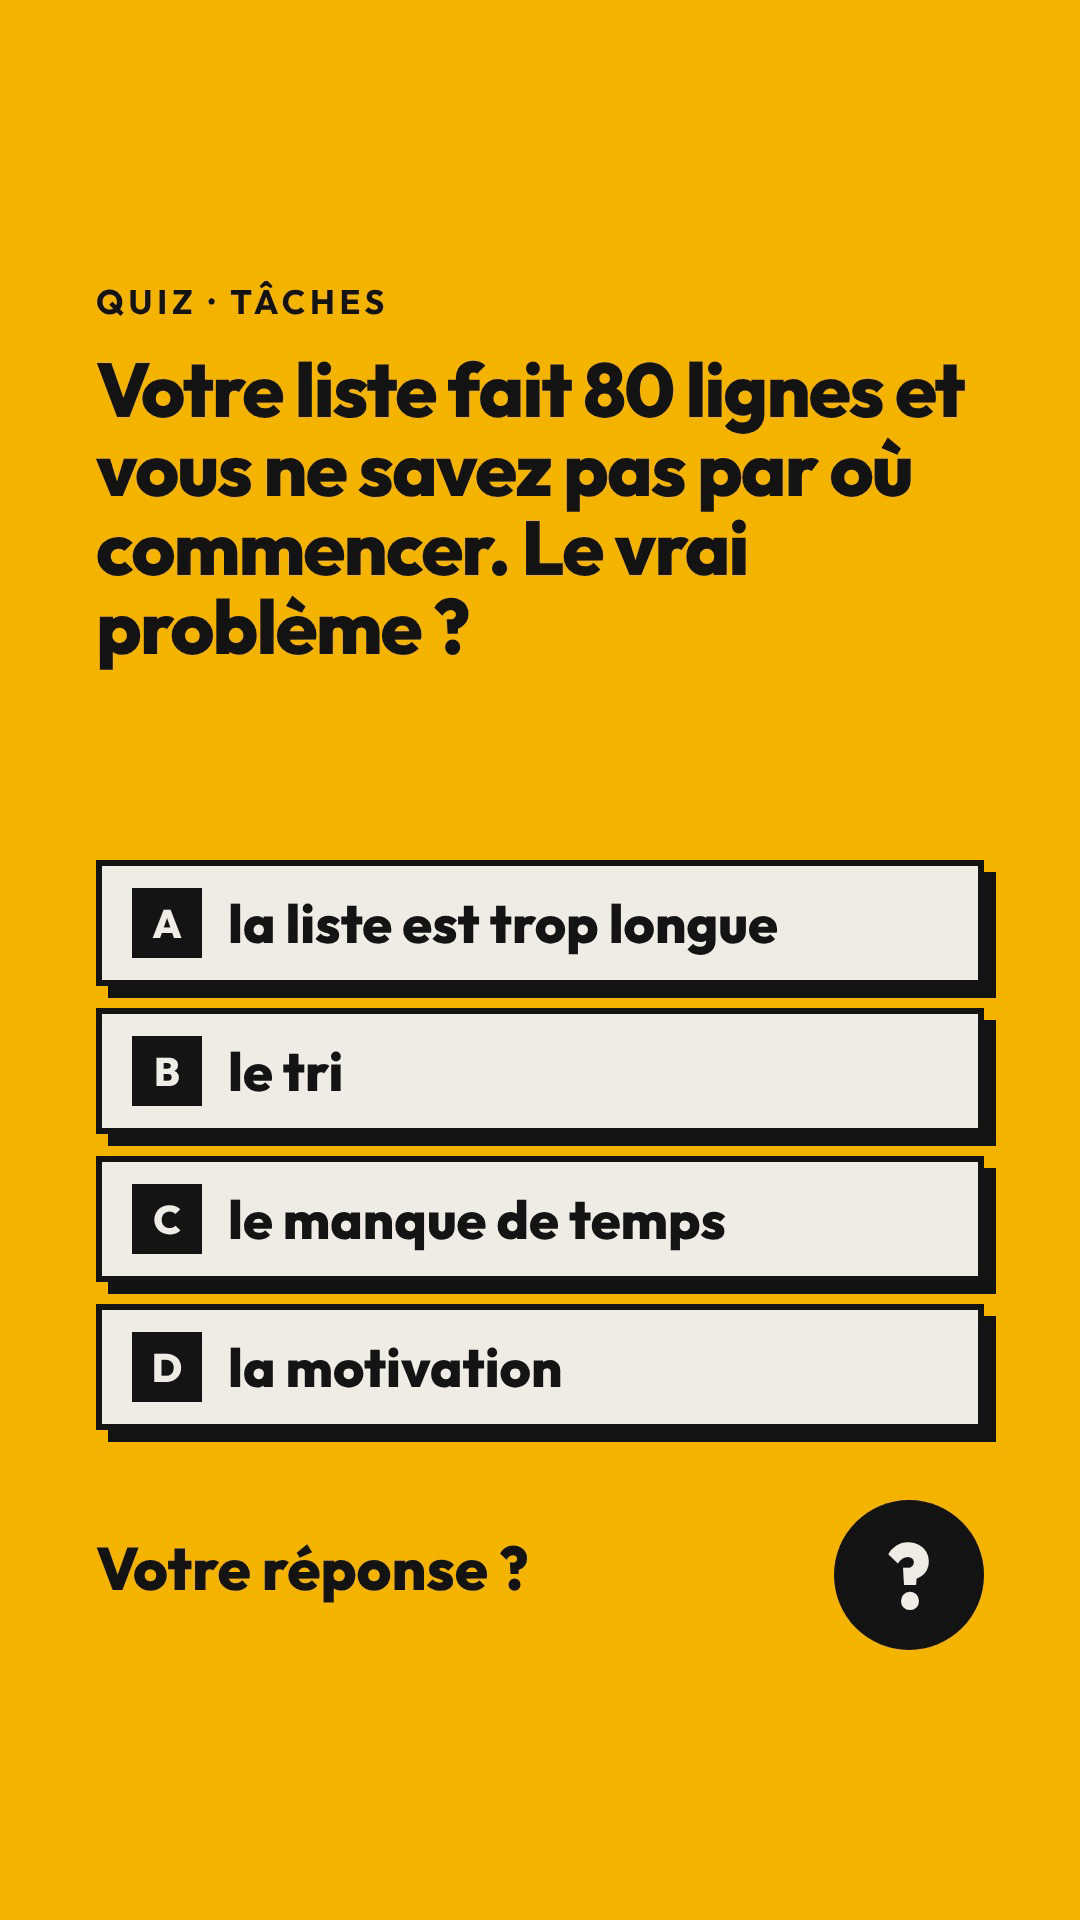 QUIZ · TÂCHES
Votre liste fait 80 lignes et
vous ne savez pas par où
commencer. Le vrai
problème ?
A la liste est trop longue
B le tri
C le manque de temps
D la motivation
Votre réponse ?
?